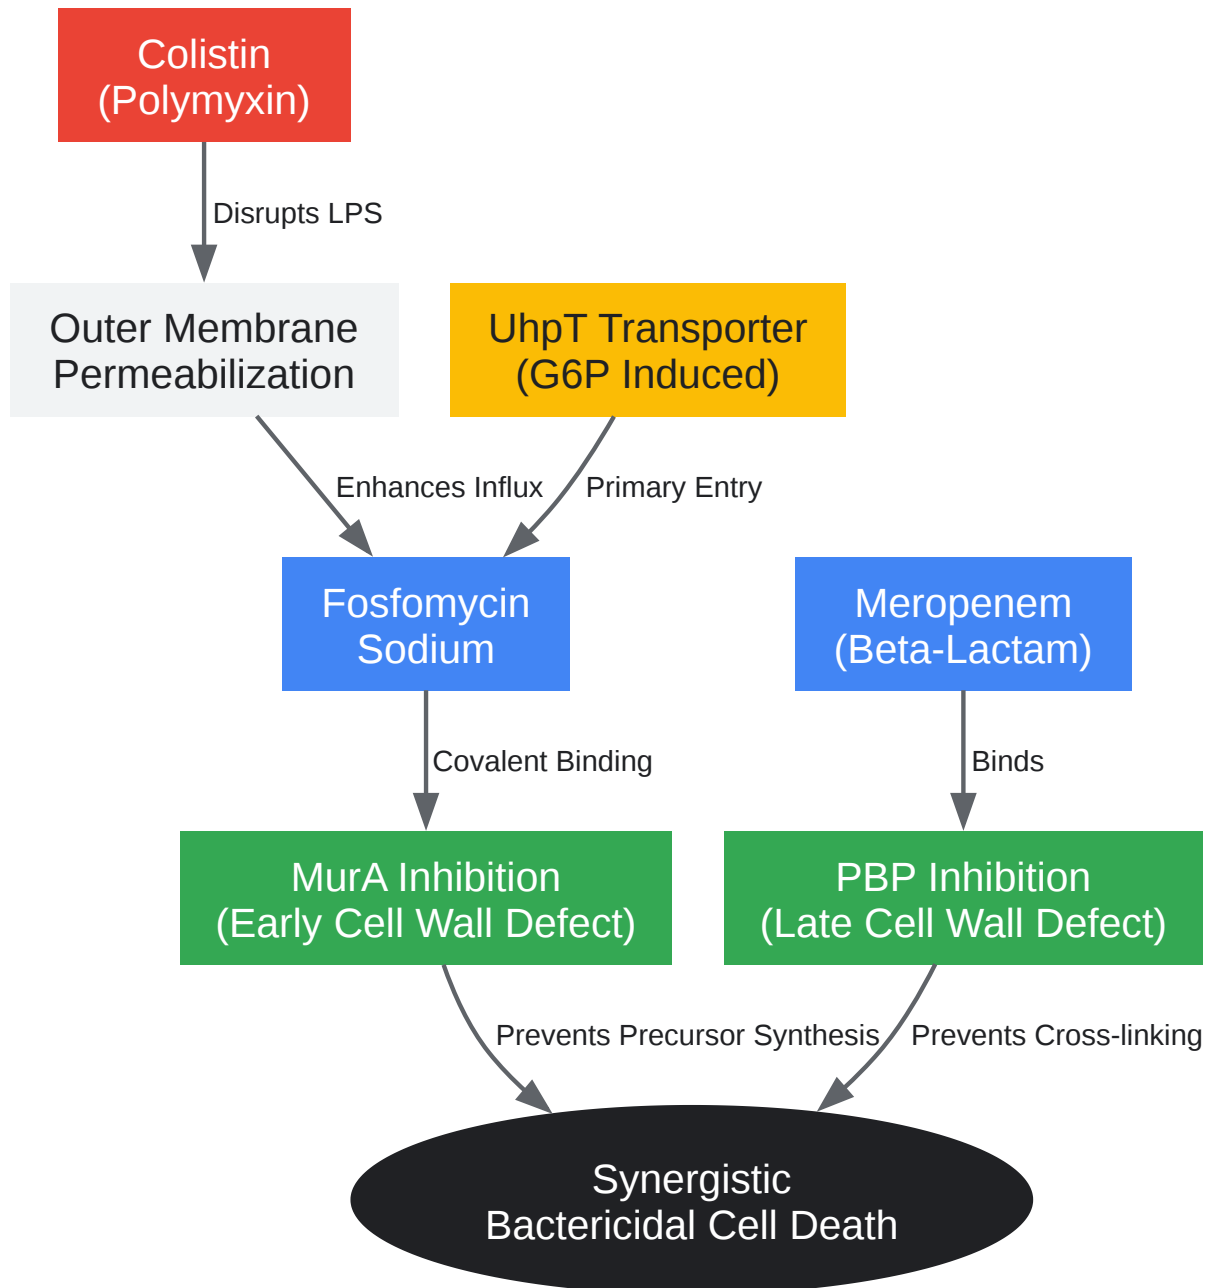 Colistin
(Polymyxin)
Disrupts LPS
Outer Membrane
Permeabilization
UhpT Transporter
(G6P Induced)
Enhances Influx
Primary Entry
Fosfomycin
Sodium
Meropenem
(Beta-Lactam)
Covalent Binding
Binds
MurA Inhibition
(Early Cell Wall Defect)
PBP Inhibition
(Late Cell Wall Defect)
Prevents Precursor Synthesis
Prevents Cross-linking
Synergistic
Bactericidal Cell Death